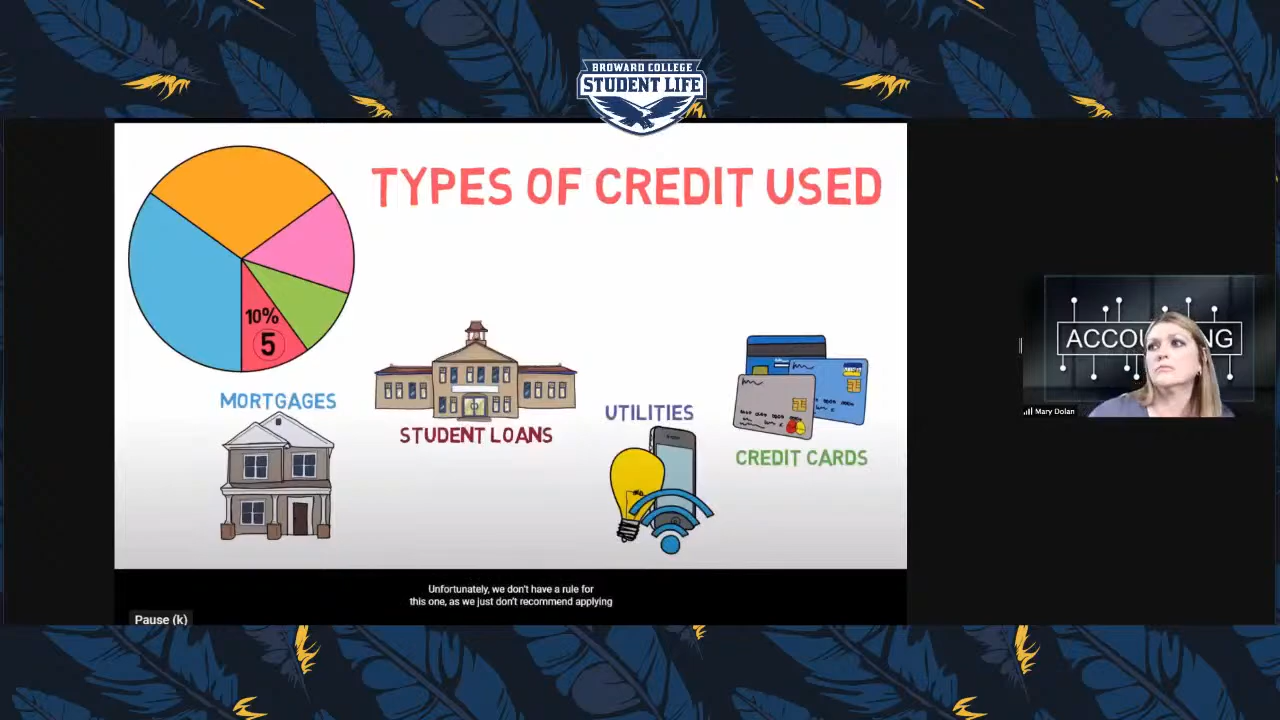 BROWARD COLLEGE
STUDENT LIFE
TYPES OF CREDIT USED
10%
5
MORTGAGES
STUDENT LOANS
UTILITIES
CREDIT CARDS
ACCOU NG
Mary Dolan
Unfortunately, we don't have a rule for
this one, as we just don't recommend applying
Pause (k)